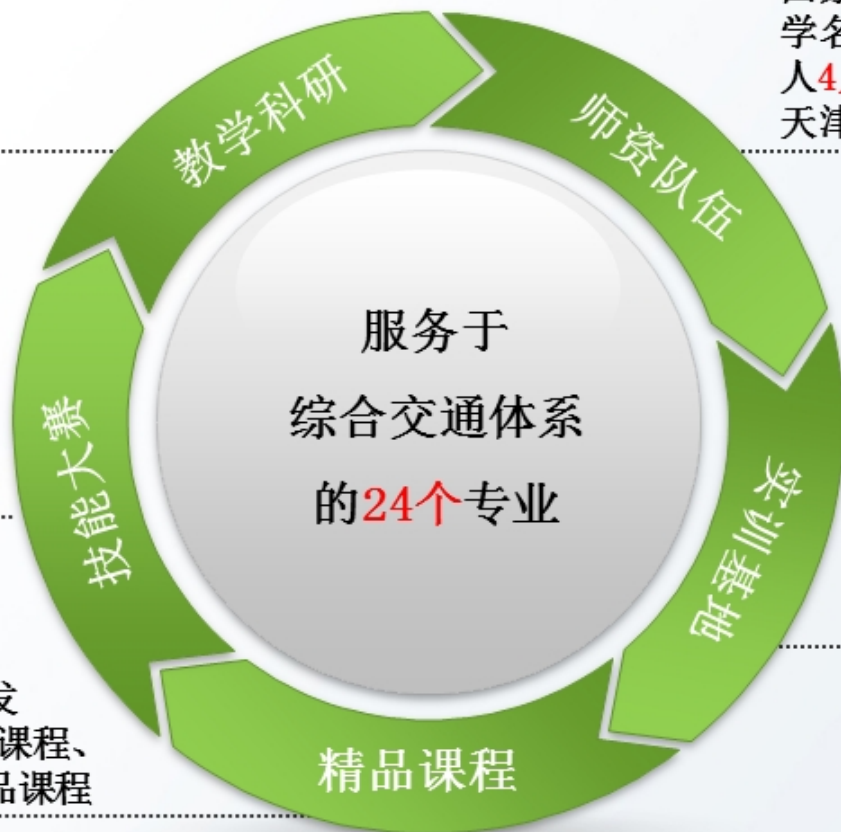 学名
人4
天津
教学科研
师资队伍
服务于
综合交通体系
的24个专业
技能大赛
实训基地
发
课程、
品课程
精品课程